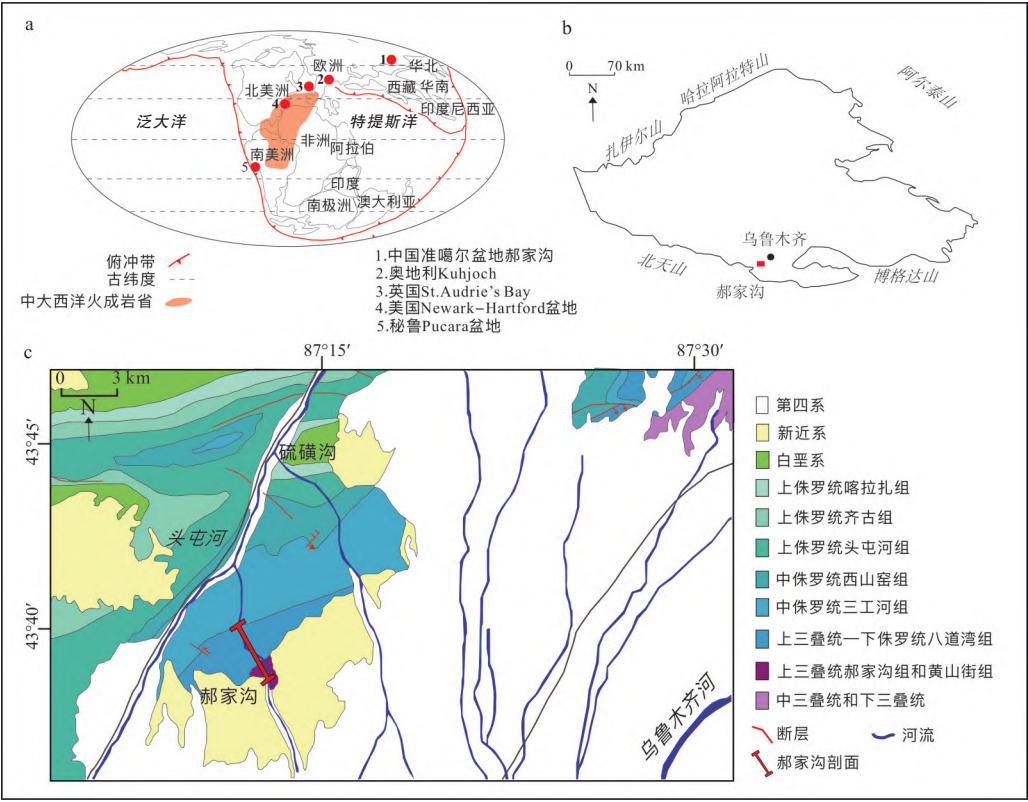 a
欧洲
1
华北
2
北美洲
3
西藏
华南
4
印度尼西亚
泛大洋
特提斯洋
非洲
阿拉伯
南美洲
5
印度
南极洲
澳大利亚
俯冲带
古纬度
中大西洋火成岩省
1.中国准噶尔盆地郝家沟
2.奥地利Kuhjoch
3.英国St.Audrie's Bay
4.美国Newark-Hartford盆地
5.秘鲁Pucara盆地
b
0 70 km
N
哈拉阿拉特山
阿尔泰山
扎伊尔山
乌鲁木齐
北天山
郝家沟
博格达山
c
87°15′
87°30′
0 3 km
N
43°45′
硫磺沟
头屯河
43°40′
郝家沟
乌鲁木齐河
第四系
新近系
白垩系
上侏罗统喀拉扎组
上侏罗统齐古组
上侏罗统头屯河组
中侏罗统西山窑组
中侏罗统三工河组
上三叠统—下侏罗统八道湾组
上三叠统郝家沟组和黄山街组
中三叠统和下三叠统
断层
河流
郝家沟剖面